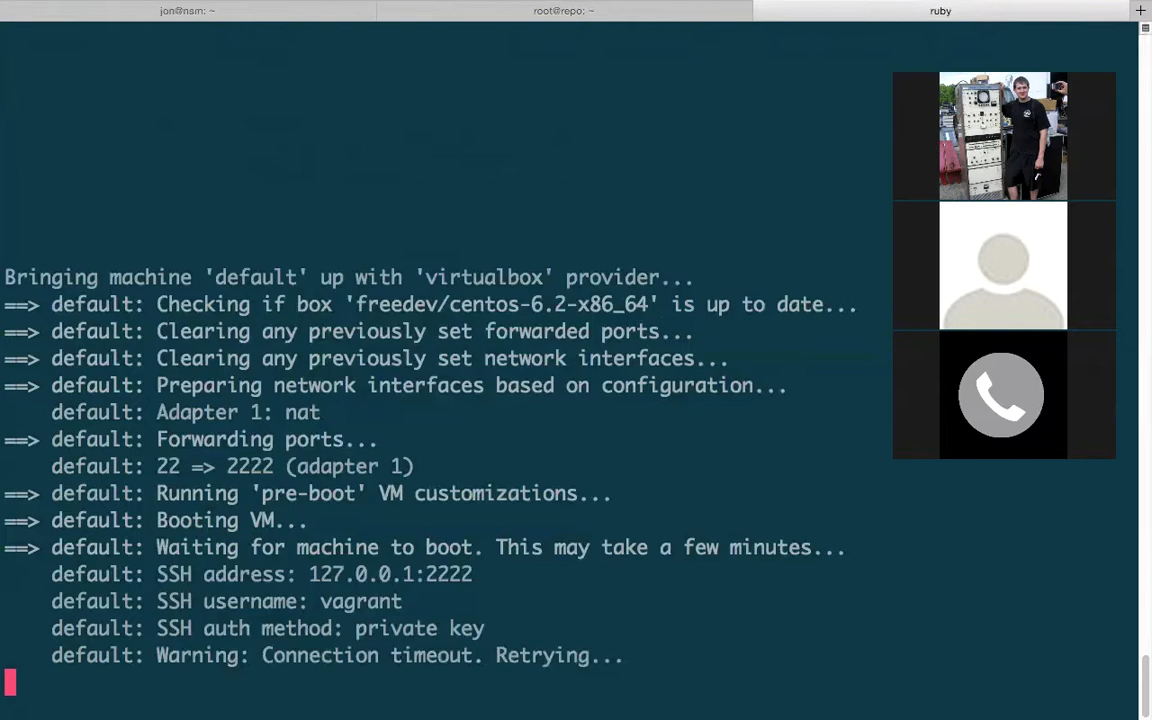 jon@nsm: ~
root@repo: ~
ruby
Bringing machine 'default' up with 'virtualbox' provider...
==> default: Checking if box 'freedev/centos-6.2-x86_64' is up to date...
==> default: Clearing any previously set forwarded ports...
==> default: Clearing any previously set network interfaces...
==> default: Preparing network interfaces based on configuration...
default: Adapter 1: nat
==> default: Forwarding ports...
default: 22 => 2222 (adapter 1)
==> default: Running 'pre-boot' VM customizations...
==> default: Booting VM...
==> default: Waiting for machine to boot. This may take a few minutes...
default: SSH address: 127.0.0.1:2222
default: SSH username: vagrant
default: SSH auth method: private key
default: Warning: Connection timeout. Retrying...